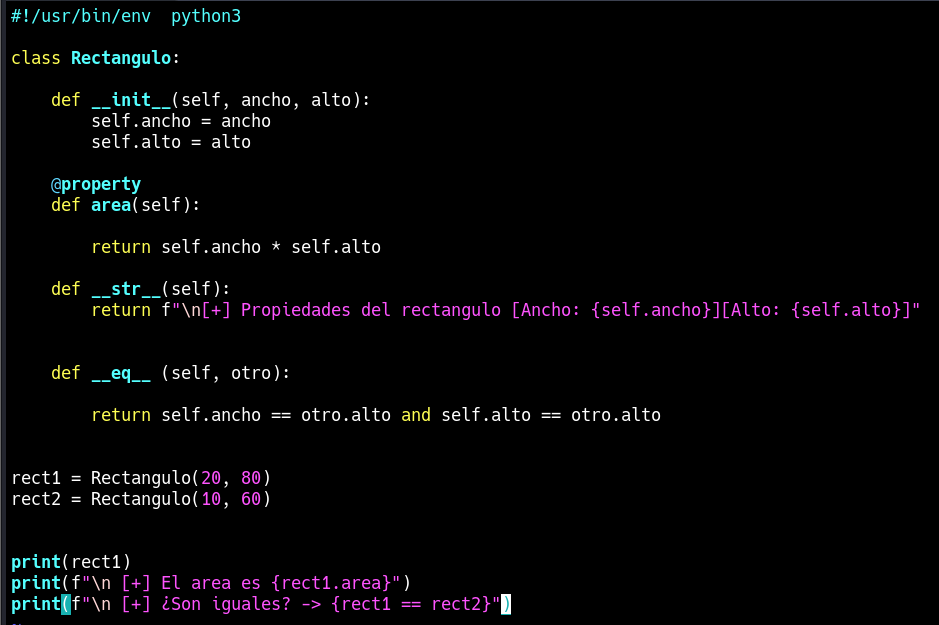 #!/usr/bin/env  python3
class Rectangulo:
    def __init__(self, ancho, alto):
        self.ancho = ancho
        self.alto = alto
    @property
    def area(self):
        return self.ancho * self.alto
    def __str__(self):
        return f"\n[+] Propiedades del rectangulo [Ancho: {self.ancho}][Alto: {self.alto}]"
    def __eq__ (self, otro):
        return self.ancho == otro.alto and self.alto == otro.alto
rect1 = Rectangulo(20, 80)
rect2 = Rectangulo(10, 60)
print(rect1)
print(f"\n [+] El area es {rect1.area}")
print(f"\n [+] ¿Son iguales? -> {rect1 == rect2}")